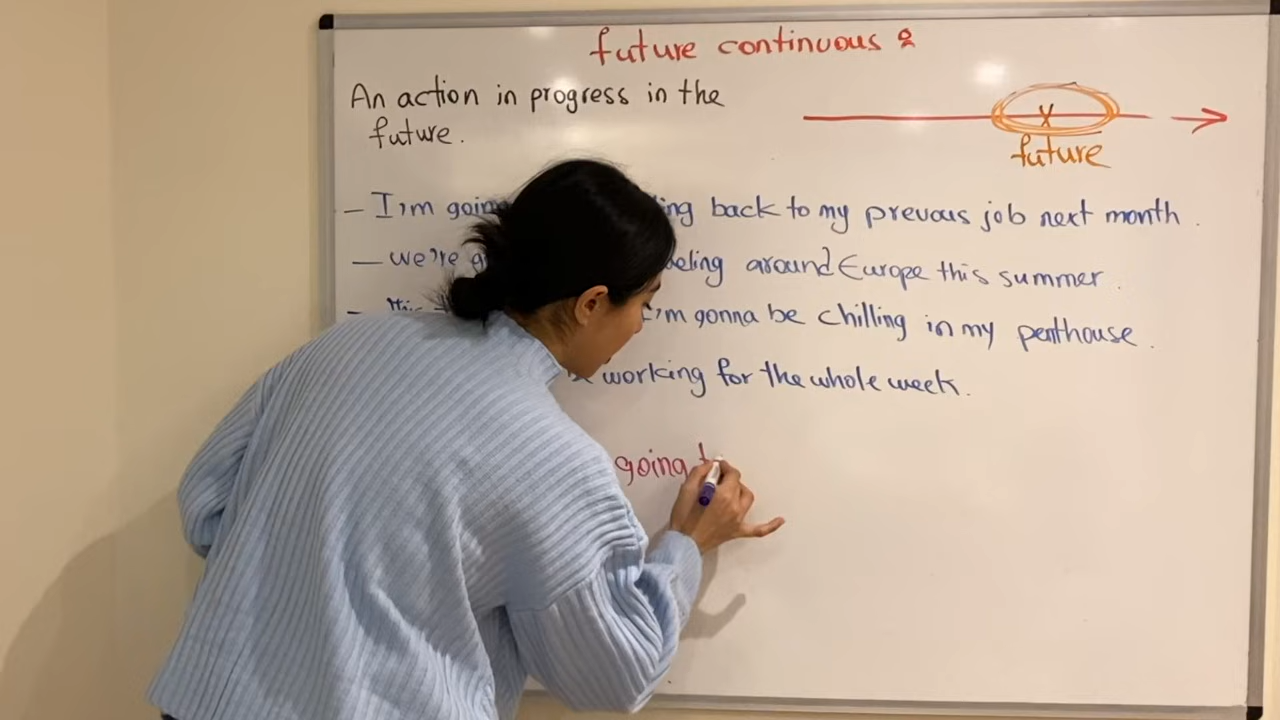 future continuous :
An action in progress in the
future.
future
- I'm going ing back to my prevous job next month.
- we're eling around Europe this summer.
- I'm gonna be chilling in my penthouse.
working for the whole week.
going t